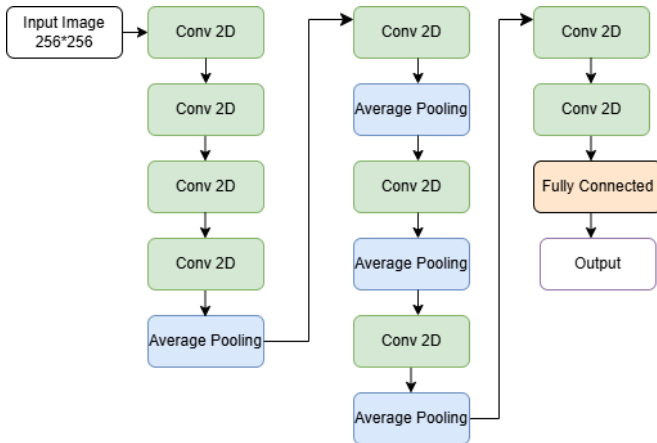 Input Image
256*256
Conv 2D
Conv 2D
Conv 2D
Conv 2D
Average Pooling
Conv 2D
Average Pooling
Conv 2D
Average Pooling
Conv 2D
Average Pooling
Conv 2D
Conv 2D
Fully Connected
Output